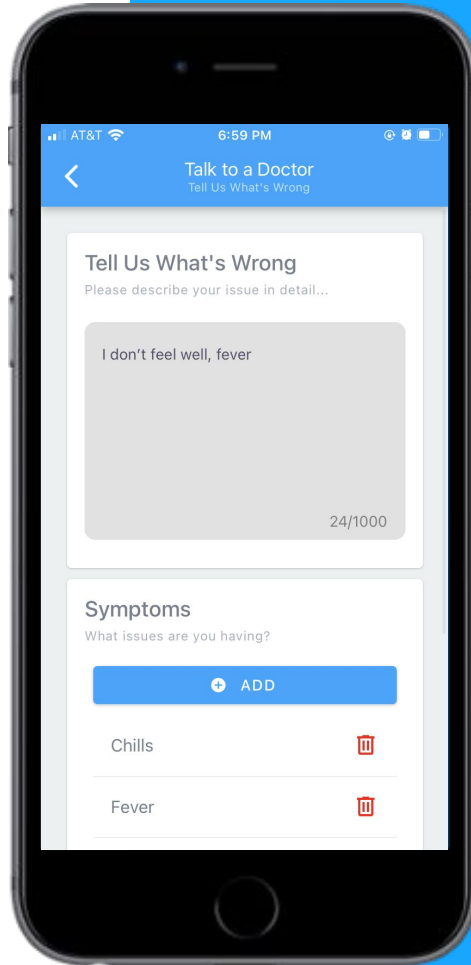 AT&T 6:59 PM
Talk to a Doctor
Tell Us What's Wrong
Tell Us What's Wrong
Please describe your issue in detail...
I don't feel well, fever
24/1000
Symptoms
What issues are you having?
ADD
Chills
Fever